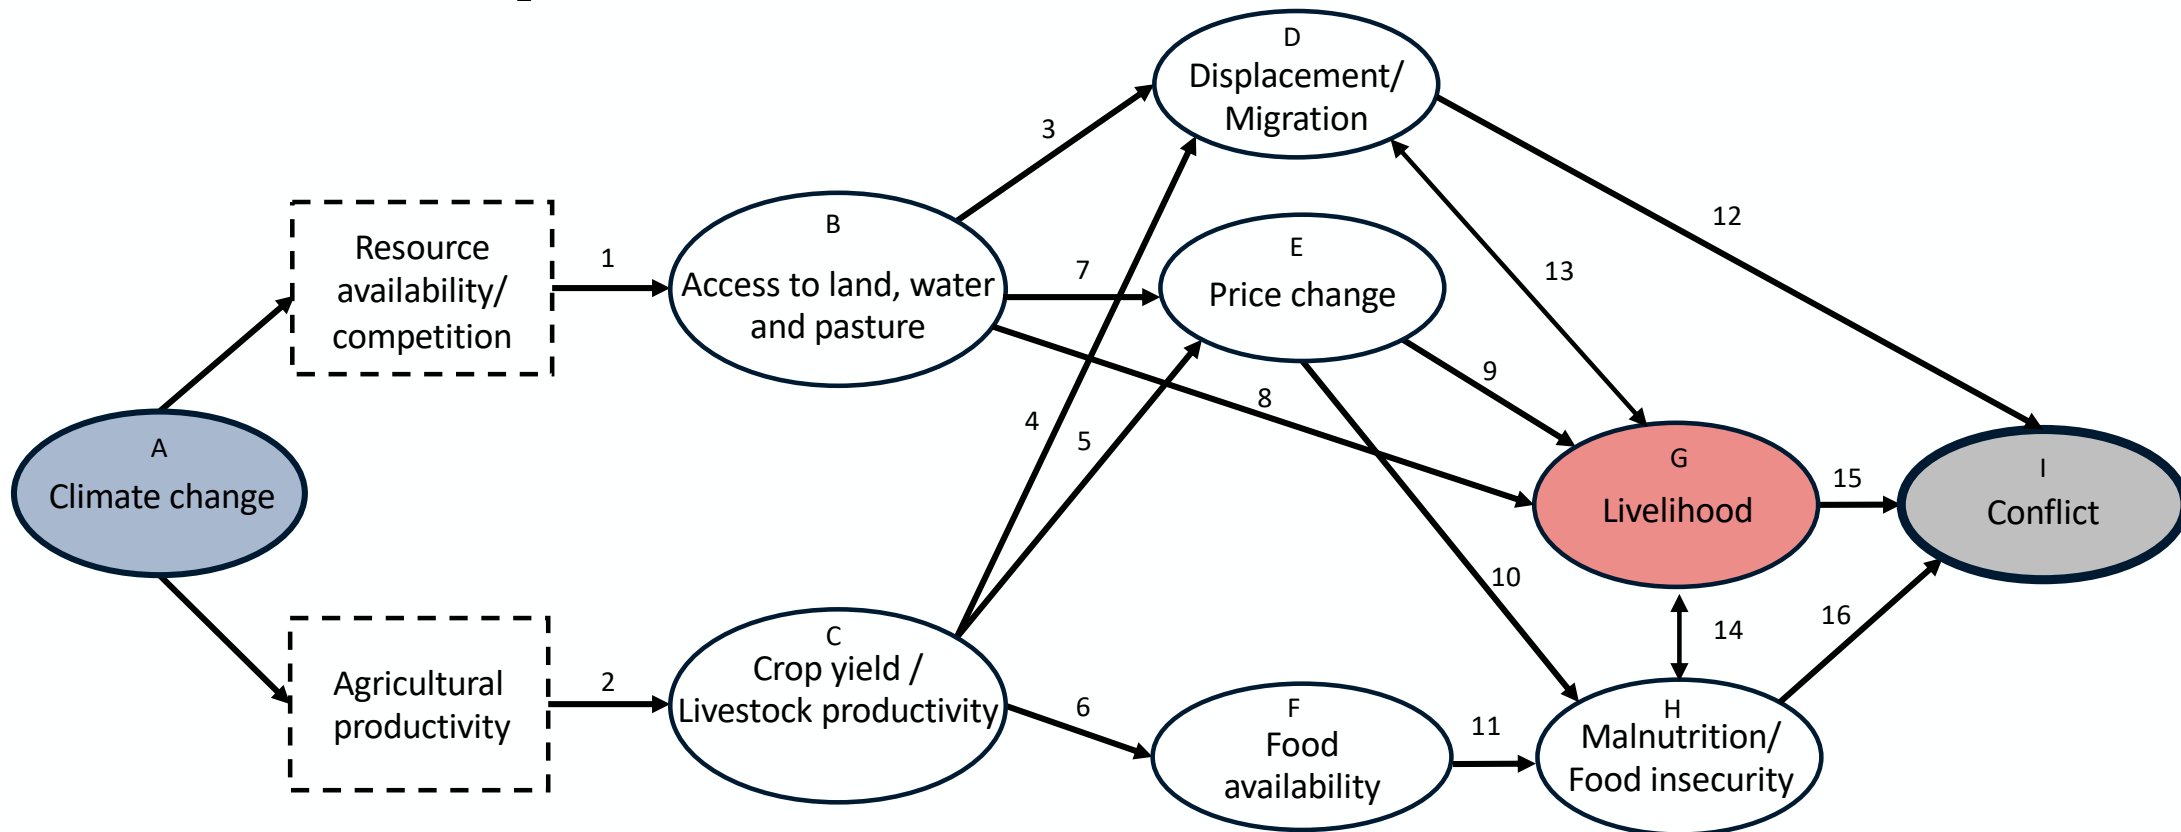 D
Displacement/
Migration
3
12
Resource
availability/
competition
1
B
Access to land, water
and pasture
7
E
Price change
13
8
9
4
5
A
Climate change
G
Livelihood
15
I
Conflict
10
14
16
Agricultural
productivity
2
C
Crop yield /
Livestock productivity
6
F
Food
availability
11
H
Malnutrition/
Food insecurity